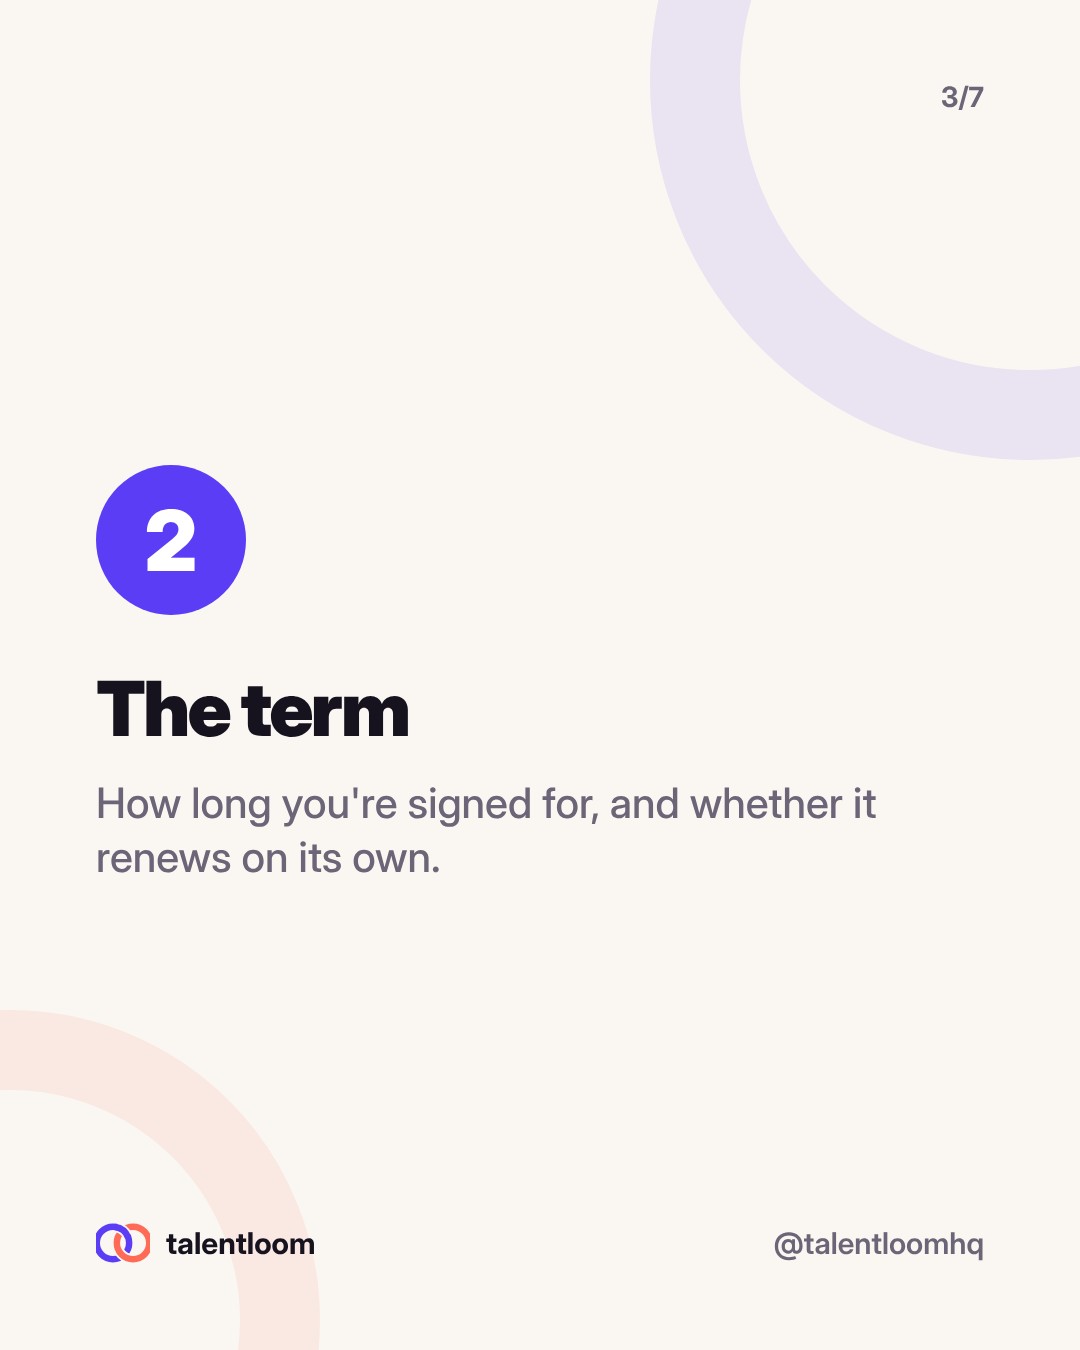 3/7
2
The term
How long you're signed for, and whether it
renews on its own.
talentloom
@talentloomhq